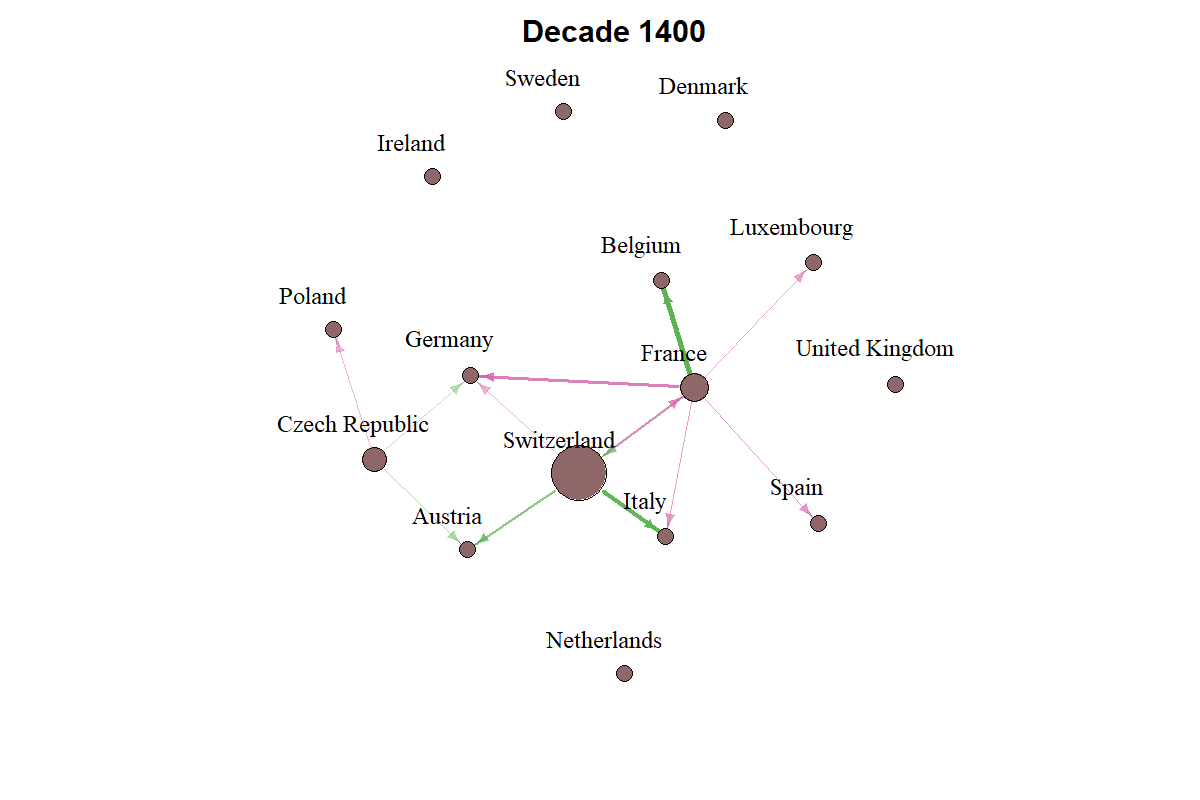 Decade 1400
Sweden
Denmark
Ireland
Luxembourg
Belgium
Poland
Germany
France
United Kingdom
Czech Republic
Switzerland
Italy
Spain
Austria
Netherlands